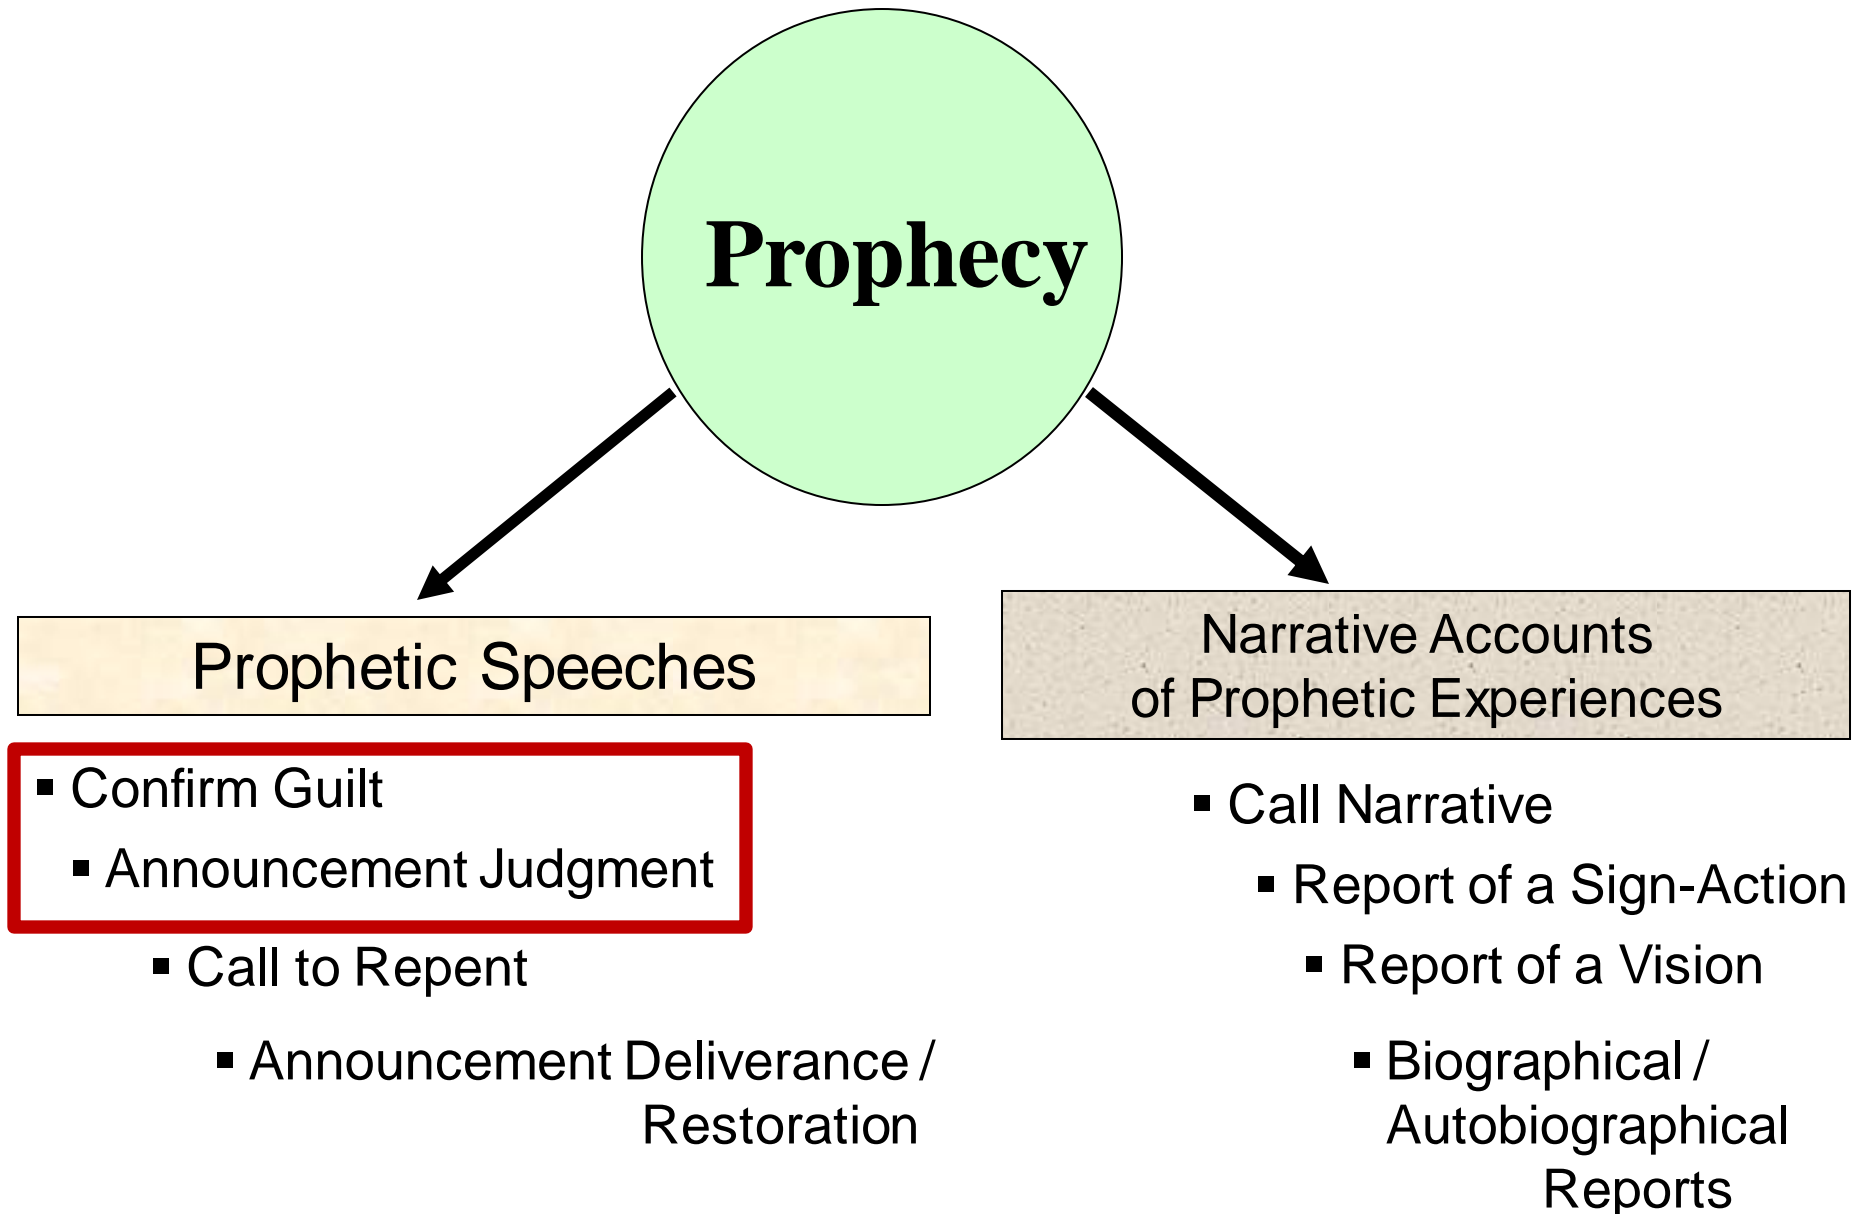 Prophecy
Prophetic Speeches
▪ Confirm Guilt
▪ Announcement Judgment
▪ Call to Repent
▪ Announcement Deliverance /
Restoration
Narrative Accounts
of Prophetic Experiences
▪ Call Narrative
▪ Report of a Sign-Action
▪ Report of a Vision
▪ Biographical /
Autobiographical
Reports